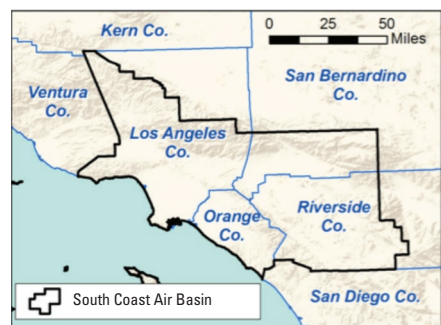 Kern Co.
0 25 50
Miles
San Bernardino
Co.
Ventura
Co.
Los Angeles
Co.
Orange
Co.
Riverside
Co.
South Coast Air Basin
San Diego Co.